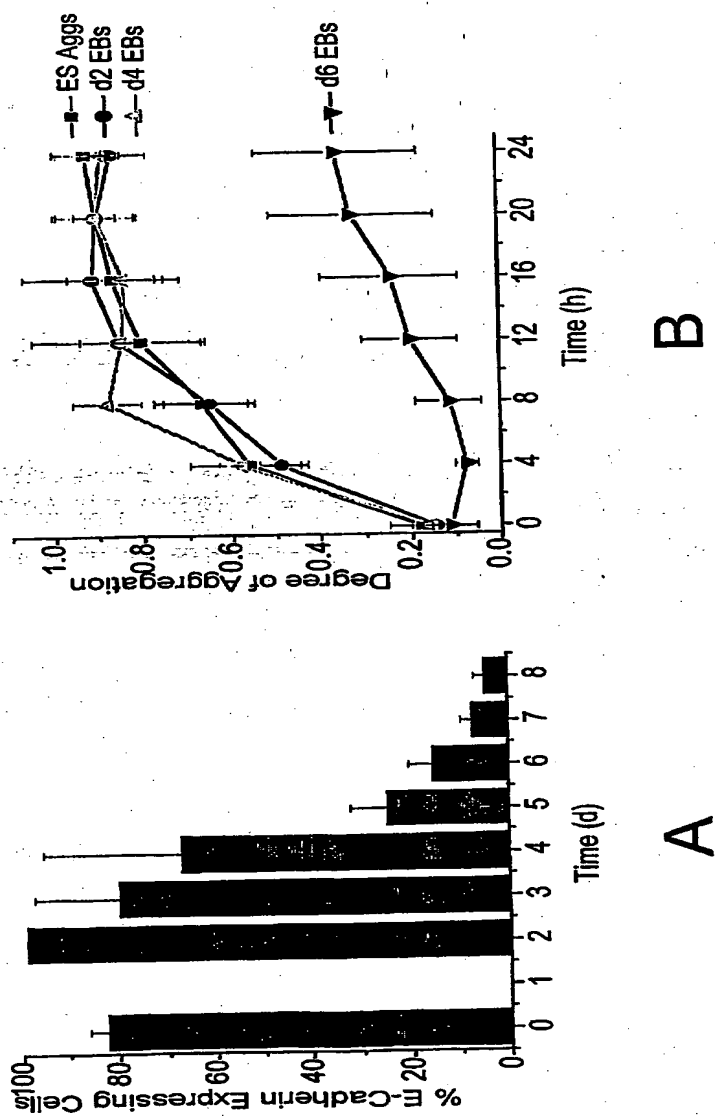 % E-Cadherin Expressing Cells
100
80
60
40
20
0
0 1 2 3 4 5 6 7 8
Time (d)
A
Degree of Aggregation
1.0
0.8
0.6
0.4
0.2
0.0
0 4 8 12 16 20 24
Time (h)
ES Aggs
d2 EBs
d4 EBs
d6 EBs
B